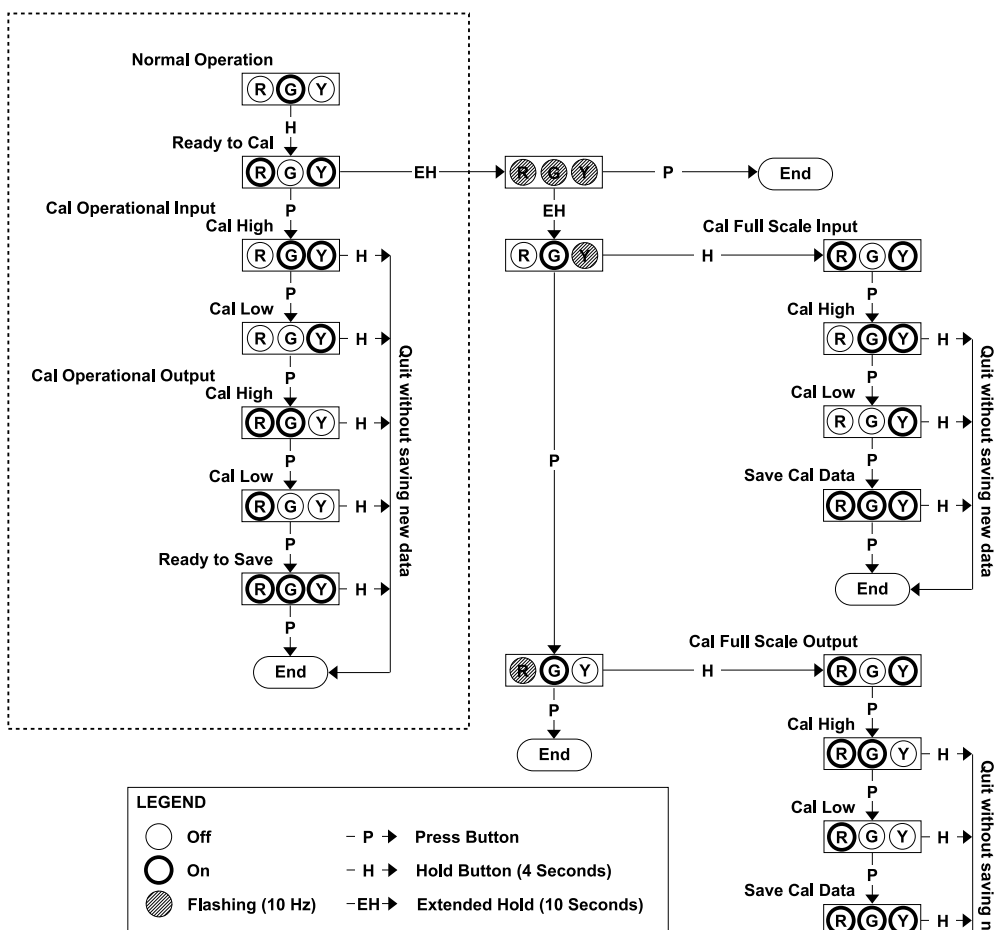 Normal Operation
R G Y
H
Ready to Cal
R G Y
EH
R G Y
P
End
Cal Operational Input
P
EH
Cal High
R G Y
H
R G Y
H
Cal Full Scale Input
R G Y
P
P
Cal Low
R G Y
H
Cal High
R G Y
H
Cal Operational Output
P
P
Cal High
R G Y
H
Cal Low
R G Y
H
P
P
P
Cal Low
R G Y
H
Save Cal Data
R G Y
H
P
P
Ready to Save
R G Y
H
End
P
End
Quit without saving new data
Quit without saving new data
R G Y
H
Cal Full Scale Output
R G Y
P
P
End
Cal High
R G Y
H
P
Cal Low
R G Y
H
P
Save Cal Data
R G Y
H
Quit without saving
LEGEND
Off
P
Press Button
On
H
Hold Button (4 Seconds)
Flashing (10 Hz)
EH
Extended Hold (10 Seconds)